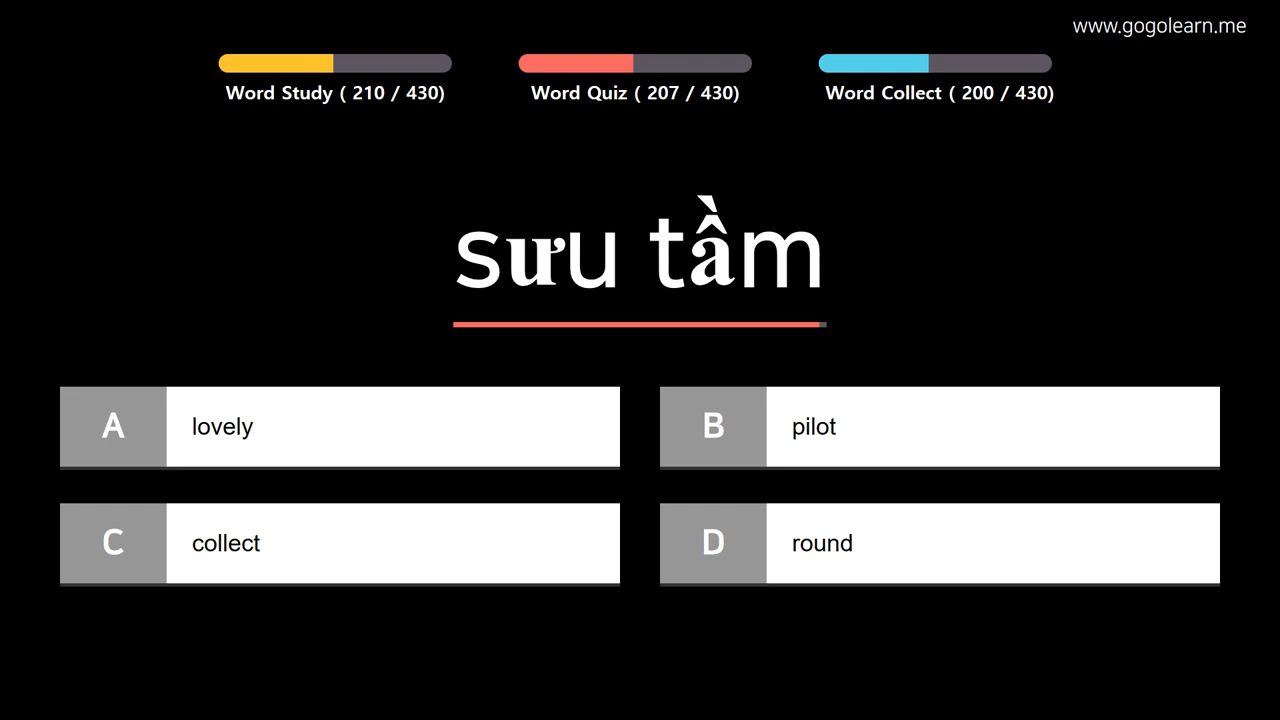 www.gogolearn.me
Word Study ( 210 / 430)
Word Quiz ( 207 / 430)
Word Collect ( 200 / 430)
sưu tầm
A lovely
B pilot
C collect
D round